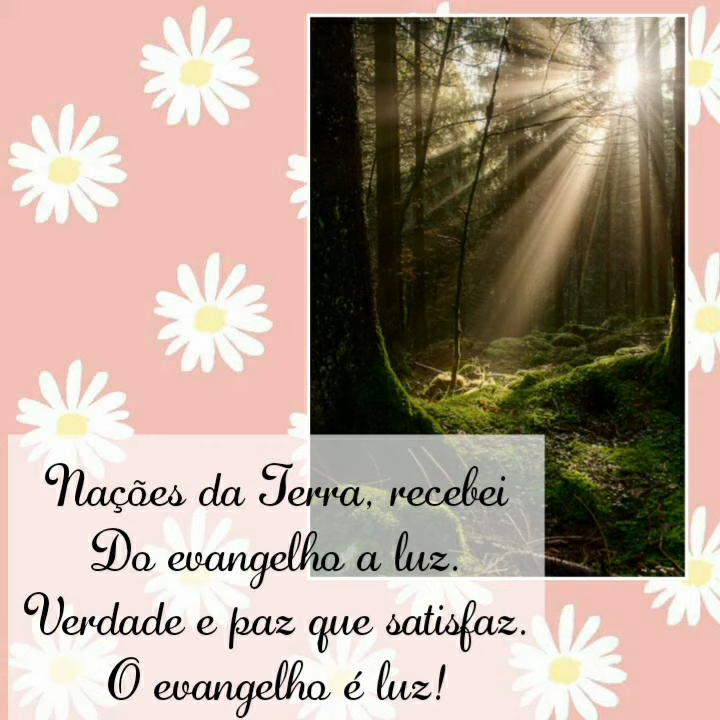 Nações da Terra, recebei
Do evangelho a luz.
Verdade e paz que satisfaz.
O evangelho é luz!